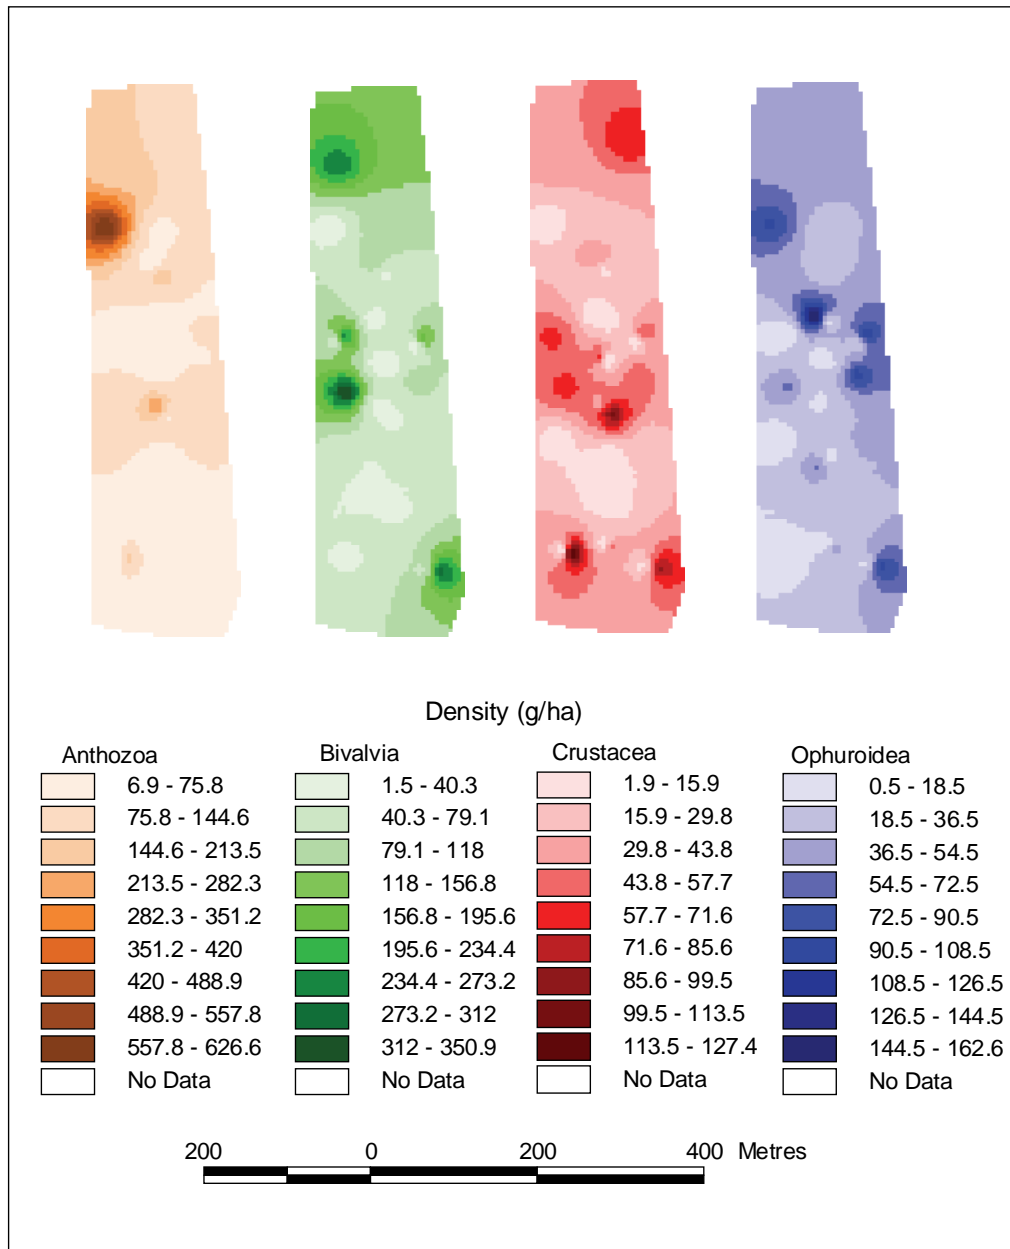 Density (g/ha)
Anthozoa
6.9 - 75.8
75.8 - 144.6
144.6 - 213.5
213.5 - 282.3
282.3 - 351.2
351.2 - 420
420 - 488.9
488.9 - 557.8
557.8 - 626.6
No Data
Bivalvia
1.5 - 40.3
40.3 - 79.1
79.1 - 118
118 - 156.8
156.8 - 195.6
195.6 - 234.4
234.4 - 273.2
273.2 - 312
312 - 350.9
No Data
Crustacea
1.9 - 15.9
15.9 - 29.8
29.8 - 43.8
43.8 - 57.7
57.7 - 71.6
71.6 - 85.6
85.6 - 99.5
99.5 - 113.5
113.5 - 127.4
No Data
Ophuroidea
0.5 - 18.5
18.5 - 36.5
36.5 - 54.5
54.5 - 72.5
72.5 - 90.5
90.5 - 108.5
108.5 - 126.5
126.5 - 144.5
144.5 - 162.6
No Data
200 0 200 400 Metres